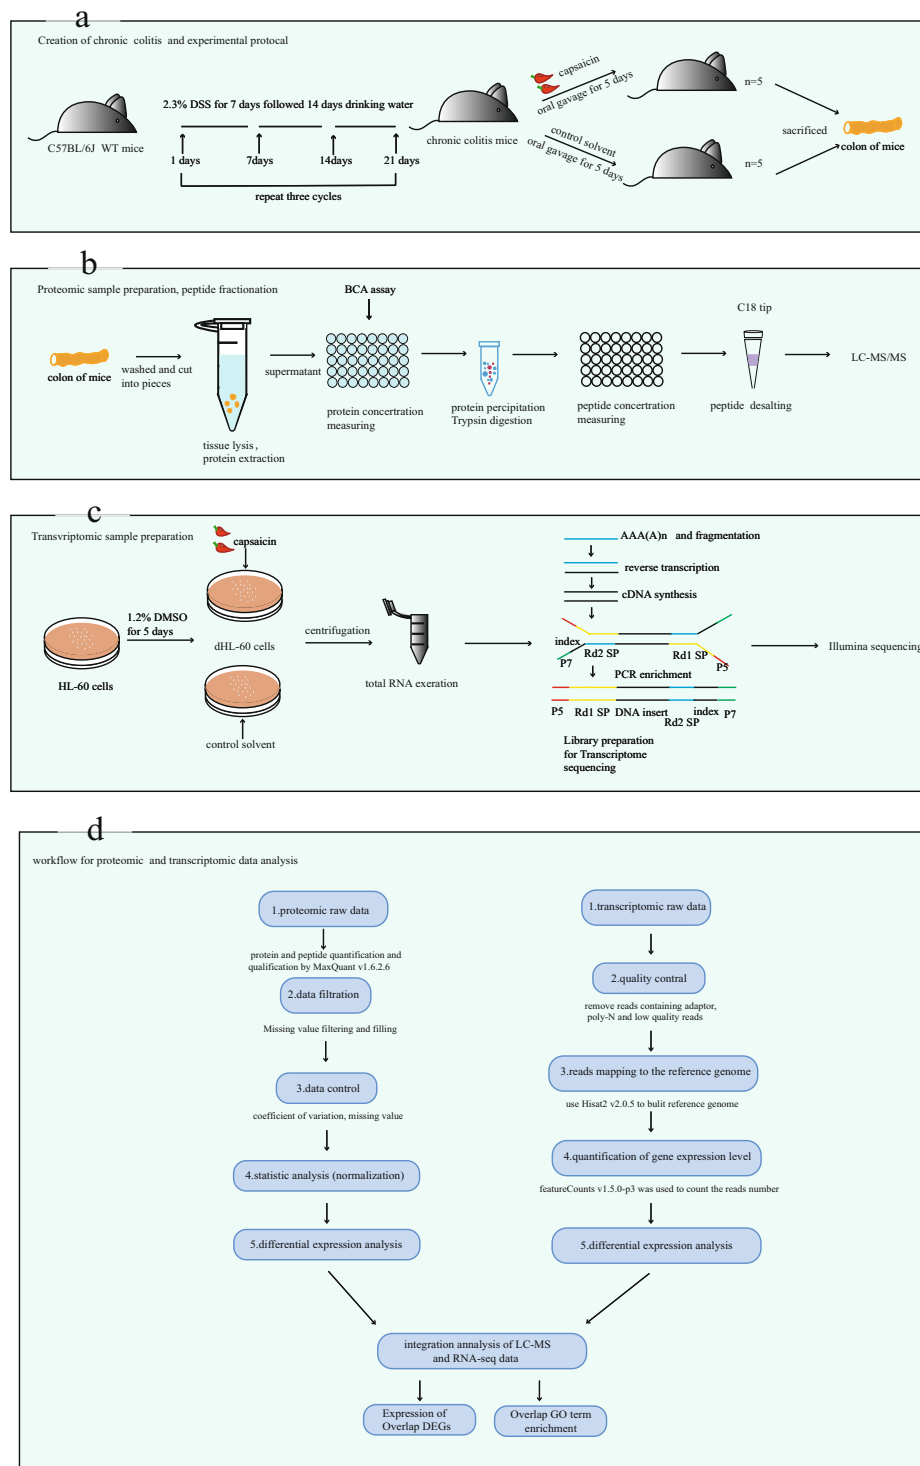 a
Creation of chronic colitis and experimental protocal
C57BL/6J WT mice
2.3% DSS for 7 days followed 14 days drinking water
1 days
7days
14days
21 days
repeat three cycles
chronic colitis mice
capsaicin
oral gavage for 5 days
control solvent
oral gavage for 5 days
n=5
n=5
sacrificed
colon of mice
b
Proteomic sample preparation, peptide fractionation
colon of mice
washed and cut
into pieces
tissue lysis ,
protein extraction
supermatant
BCA assay
protein concertration
measuring
protein percipitation
Trypsin digestion
peptide concertration
measuring
C18 tip
peptide desalting
LC-MS/MS
c
Transvriptomic sample preparation
HL-60 cells
1.2% DMSO
for 5 days
capsaicin
dHL-60 cells
control solvent
centrifugation
total RNA exeration
AAA(A)n and fragmentation
reverse transcription
cDNA synthesis
index
P7
Rd2 SP
Rd1 SP
P5
PCR enrichment
P5
Rd1 SP
DNA insert
Rd2 SP
index
P7
Library preparation
for Transcriptome
sequencing
Illumina sequencing
d
workflow for proteomic and transcriptomic data analysis
1.proteomic raw data
protein and peptide quantification and
qualification by MaxQuant v1.6.2.6
2.data filtration
Missing value filtering and filling
3.data control
coefficient of variation, missing value
4.statistic analysis (normalization)
5.differential expression analysis
1.transcriptomic raw data
2.quality contral
remove reads containing adaptor,
poly-N and low quality reads
3.reads mapping to the reference genome
use Hisat2 v2.0.5 to bulit reference genome
4.quantification of gene expression level
featureCounts v1.5.0-p3 was used to count the reads number
5.differential expression analysis
integration annalysis of LC-MS
and RNA-seq data
Expression of
Overlap DEGs
Overlap GO term
enrichment